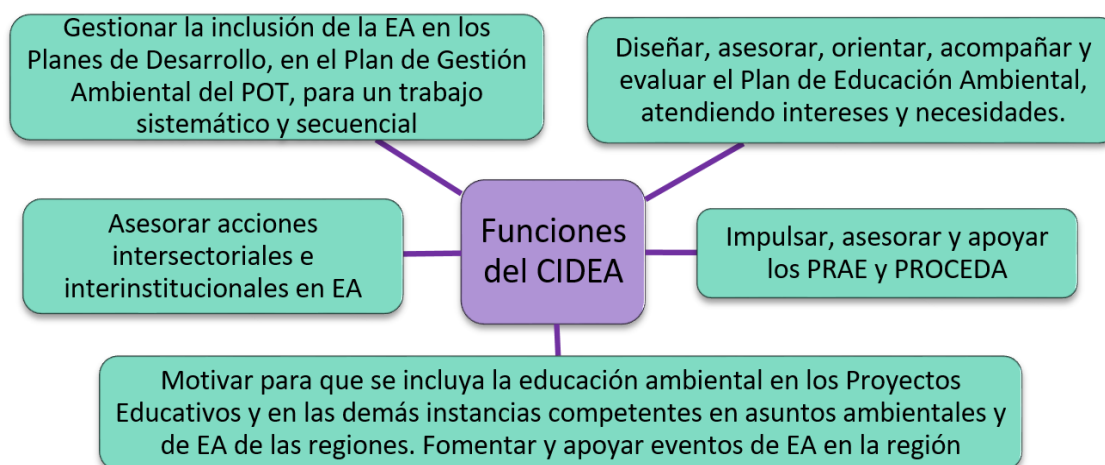 Gestionar la inclusión de la EA en los
Planes de Desarrollo, en el Plan de Gestión
Ambiental del POT, para un trabajo
sistemático y secuencial
Diseñar, asesorar, orientar, acompañar y
evaluar el Plan de Educación Ambiental,
atendiendo intereses y necesidades.
Asesorar acciones
intersectoriales e
interinstitucionales en EA
Funciones
del CIDEA
Impulsar, asesorar y apoyar
los PRAE y PROCEDA
Motivar para que se incluya la educación ambiental en los Proyectos
Educativos y en las demás instancias competentes en asuntos ambientales y
de EA de las regiones. Fomentar y apoyar eventos de EA en la región